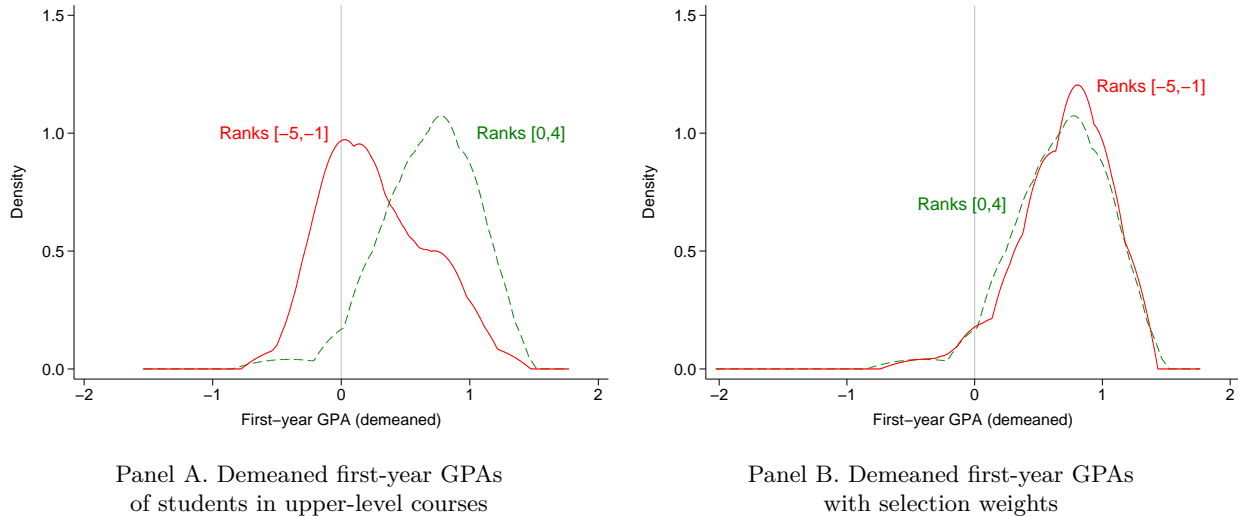 1.5
1.0
0.5
0.0
Density
Ranks [−5,−1]
Ranks [0,4]
−2
−1
0
1
2
First−year GPA (demeaned)
Panel A. Demeaned first-year GPAs
of students in upper-level courses
1.5
1.0
0.5
0.0
Density
Ranks [−5,−1]
Ranks [0,4]
−2
−1
0
1
2
First−year GPA (demeaned)
Panel B. Demeaned first-year GPAs
with selection weights